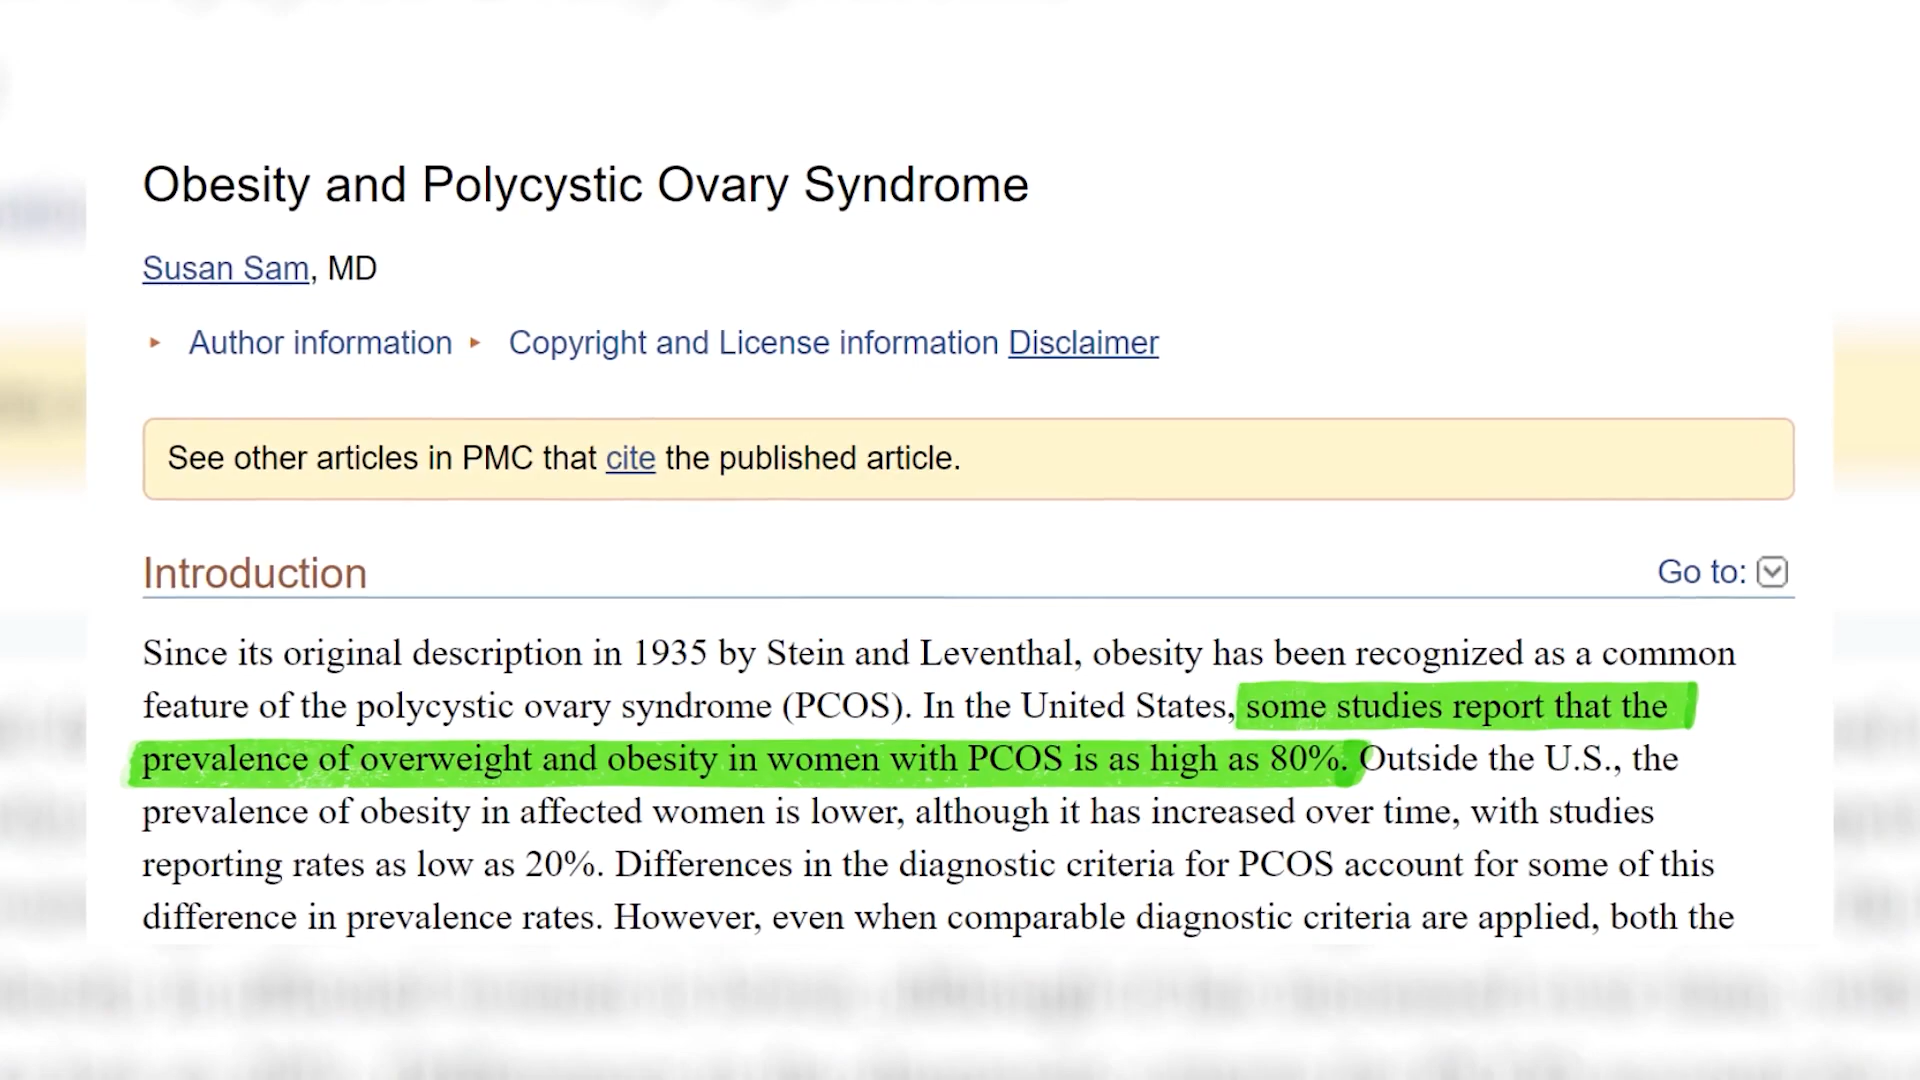 Obesity and Polycystic Ovary Syndrome
Susan Sam, MD
Author information Copyright and License information Disclaimer
See other articles in PMC that cite the published article.
Introduction
Go to:
Since its original description in 1935 by Stein and Leventhal, obesity has been recognized as a common
feature of the polycystic ovary syndrome (PCOS). In the United States, some studies report that the
prevalence of overweight and obesity in women with PCOS is as high as 80%. Outside the U.S., the
prevalence of obesity in affected women is lower, although it has increased over time, with studies
reporting rates as low as 20%. Differences in the diagnostic criteria for PCOS account for some of this
difference in prevalence rates. However, even when comparable diagnostic criteria are applied, both the